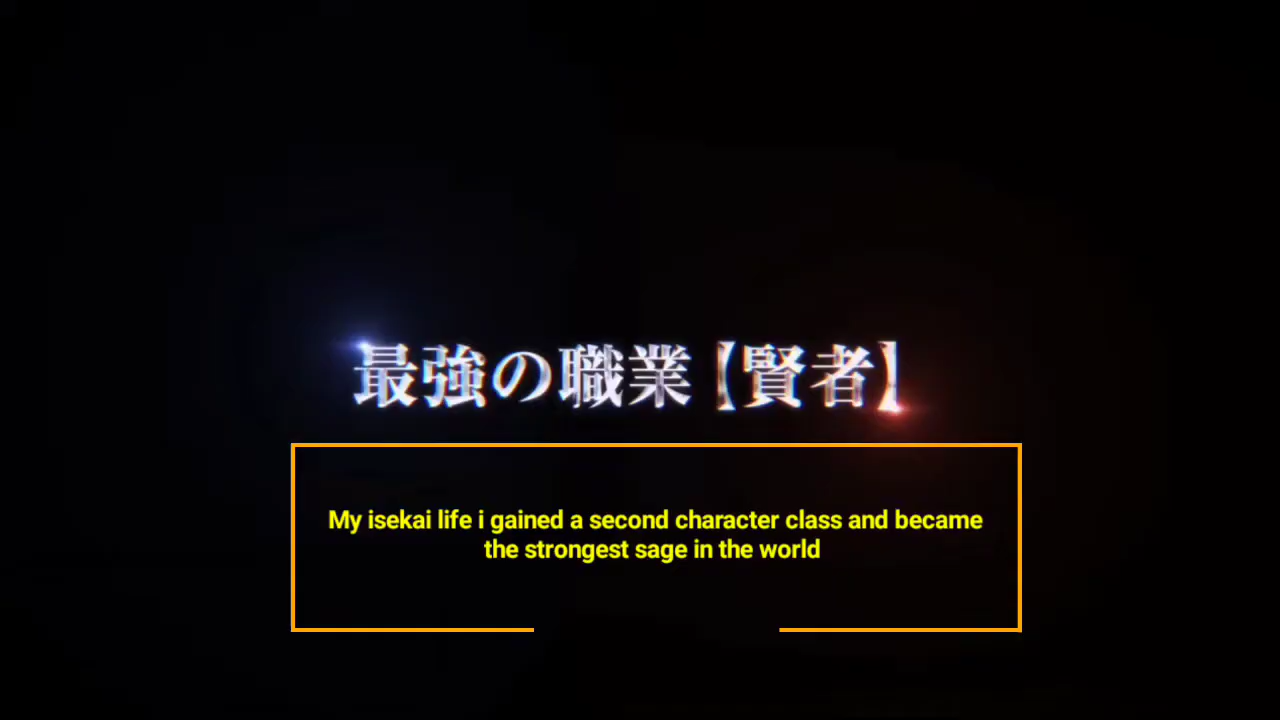 最強の職業【賢者】
My isekai life i gained a second character class and became
the strongest sage in the world